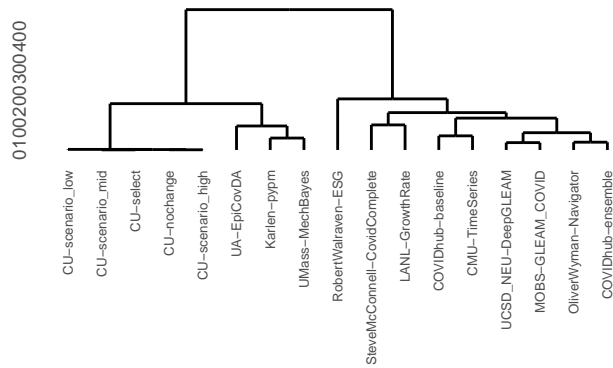 0100200300400
CU−scenario_low
CU−scenario_mid
CU−select
CU−nochange
CU−scenario_high
UA−EpiCovDA
Karlen−pypm
UMass−MechBayes
RobertWalraven−ESG
SteveMcConnell−CovidComplete
LANL−GrowthRate
COVIDhub−baseline
CMU−TimeSeries
UCSD_NEU−DeepGLEAM
MOBS−GLEAM_COVID
OliverWyman−Navigator
COVIDhub−ensemble